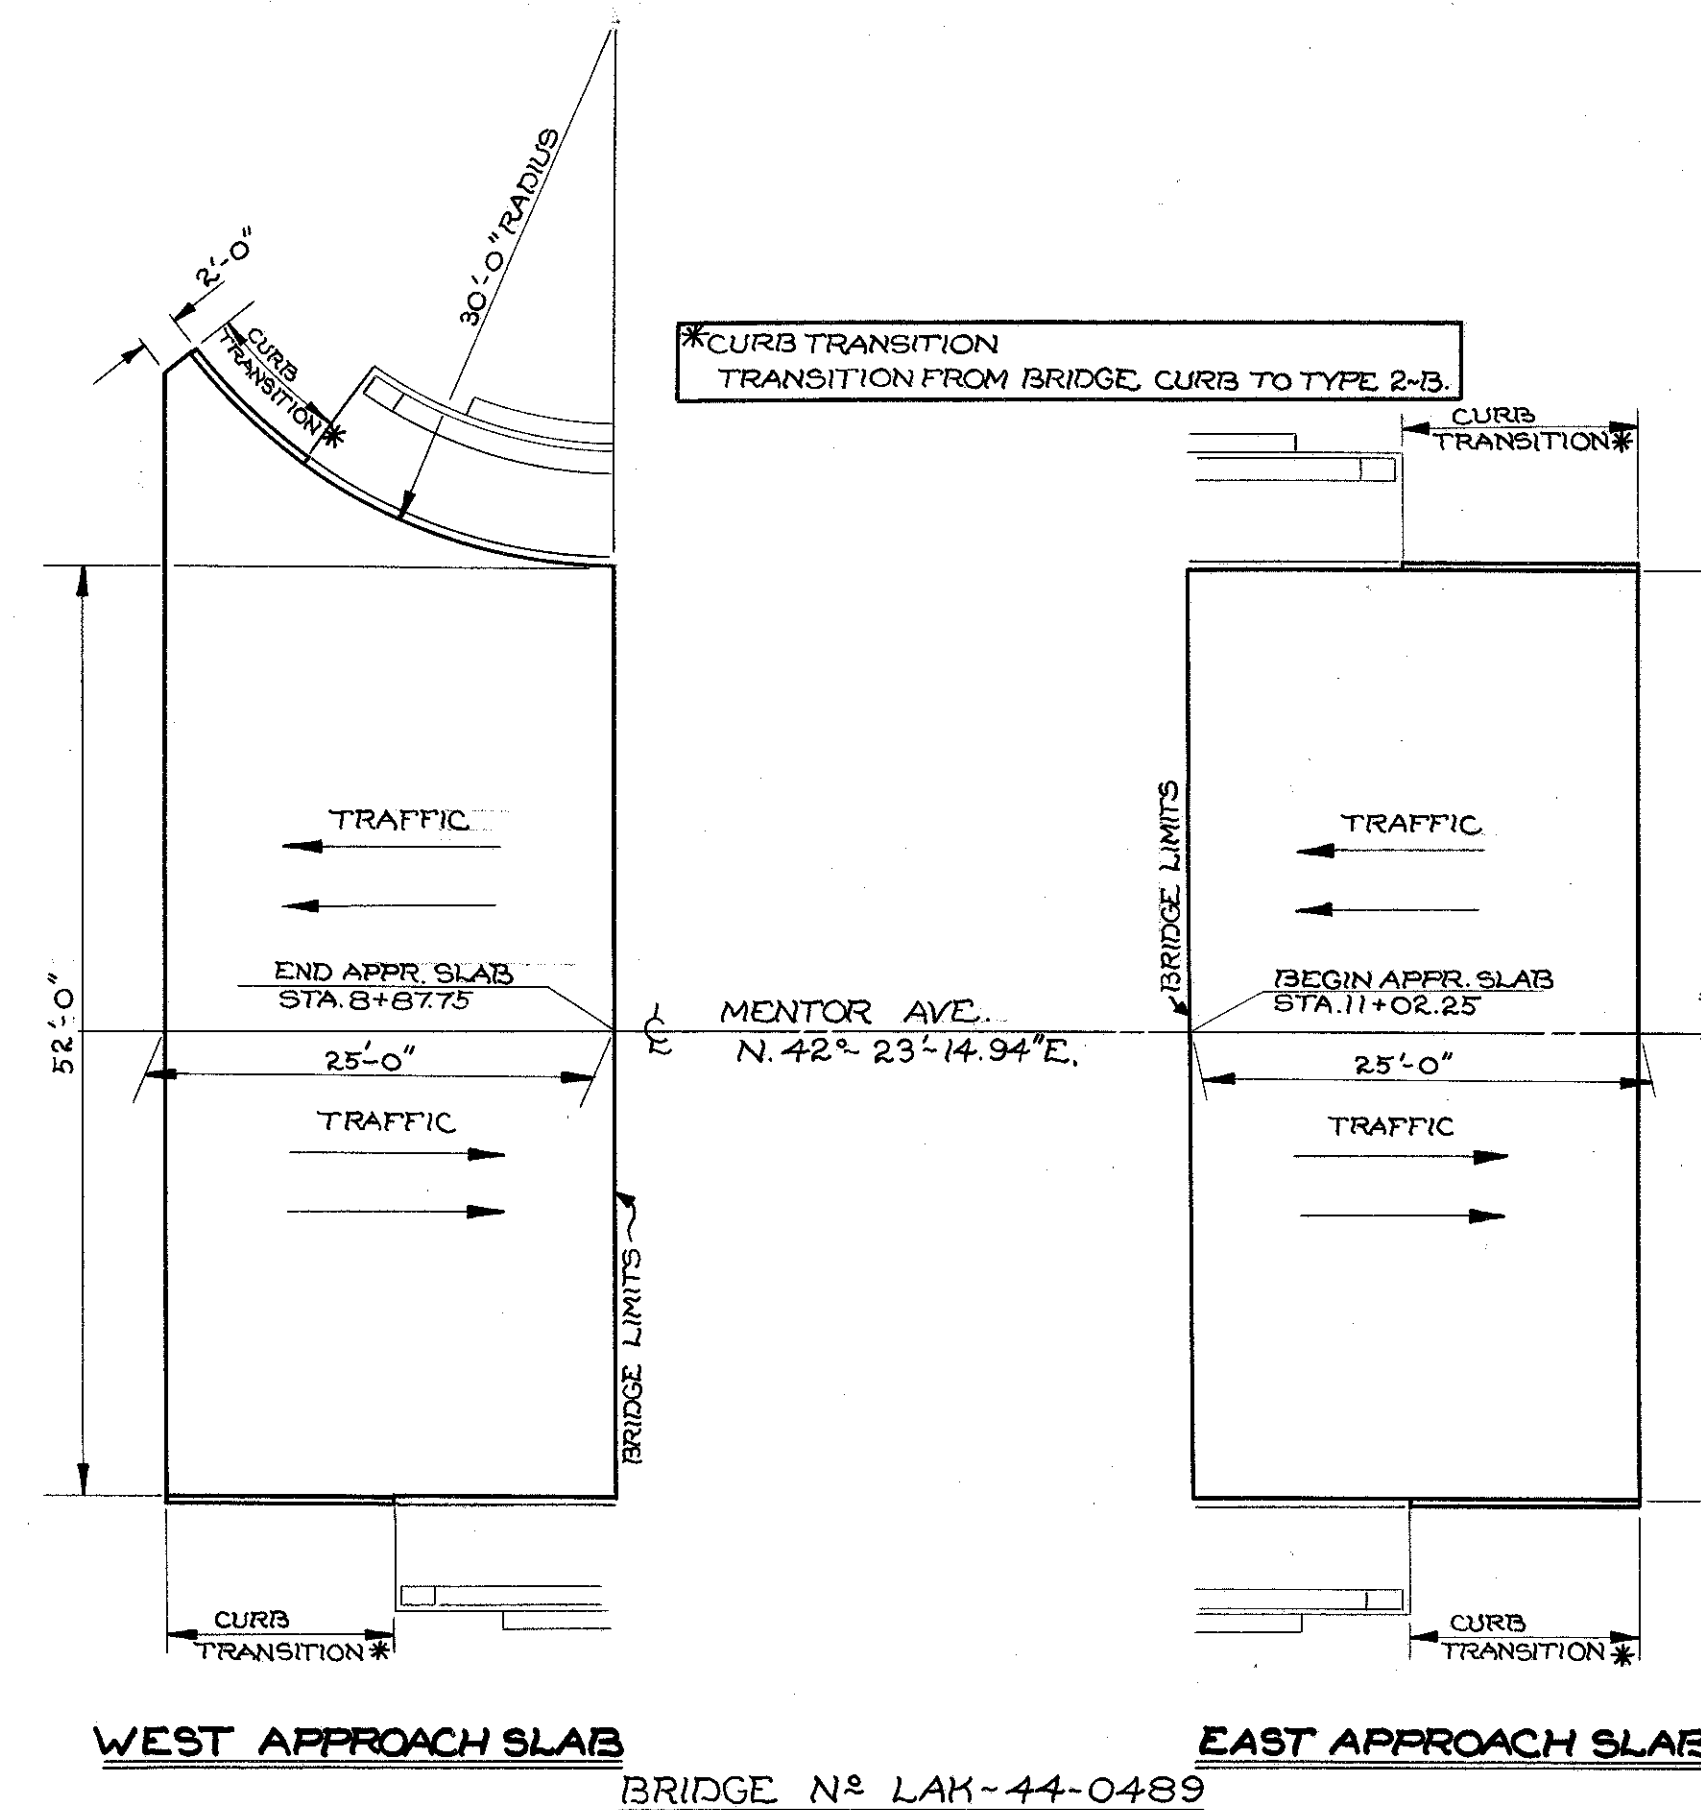 2'-0"
CURB
TRANSITION*
30'-0" RADIUS
*CURB TRANSITION
TRANSITION FROM BRIDGE CURB TO TYPE 2-B.
CURB
TRANSITION*
TRAFFIC
TRAFFIC
BRIDGE LIMITS
END APPR. SLAB
STA. 8+87.75
BEGIN APPR. SLAB
STA. 11+02.25
52'-0"
℄ MENTOR AVE.
N. 42°-23'-14.94"E.
25'-0"
25'-0"
TRAFFIC
TRAFFIC
BRIDGE LIMITS
CURB
TRANSITION*
CURB
TRANSITION*
WEST APPROACH SLAB
EAST APPROACH SLAB
BRIDGE Nº LAK-44-0489